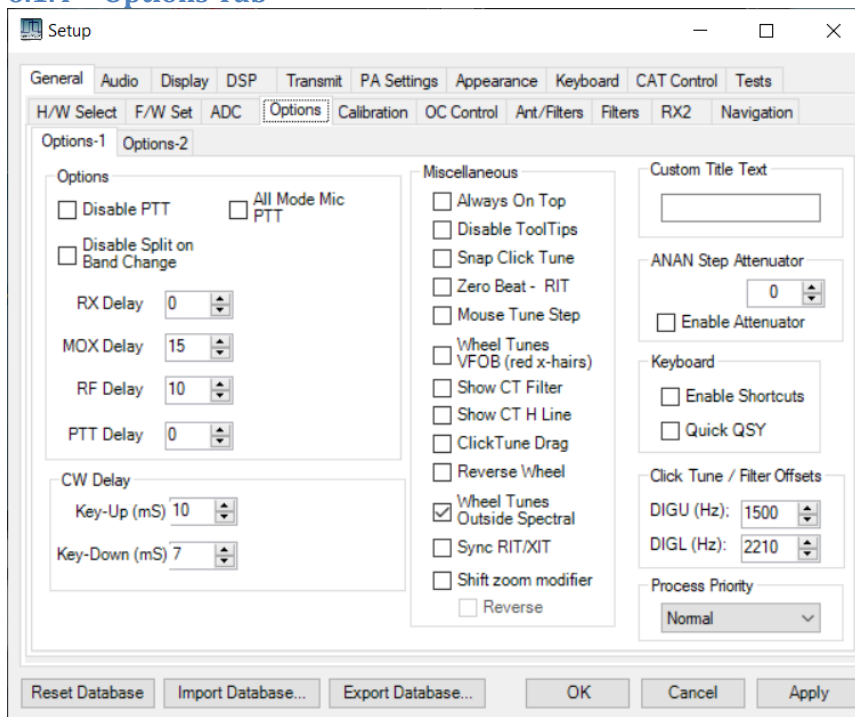 Setup
General Audio Display DSP Transmit PA Settings Appearance Keyboard CAT Control Tests
H/W Select F/W Set ADC Options Calibration OC Control Ant/Filters Filters RX2 Navigation
Options-1 Options-2
Options
Disable PTT
All Mode Mic
PTT
Disable Split on
Band Change
RX Delay 0
MOX Delay 15
RF Delay 10
PTT Delay 0
CW Delay
Key-Up (mS) 10
Key-Down (mS) 7
Miscellaneous
Always On Top
Disable ToolTips
Snap Click Tune
Zero Beat - RIT
Mouse Tune Step
Wheel Tunes
VFOB (red x-hairs)
Show CT Filter
Show CT H Line
ClickTune Drag
Reverse Wheel
Wheel Tunes
Outside Spectral
Sync RIT/XIT
Shift zoom modifier
Reverse
Custom Title Text
ANAN Step Attenuator
0
Enable Attenuator
Keyboard
Enable Shortcuts
Quick QSY
Click Tune / Filter Offsets
DIGU (Hz): 1500
DIGL (Hz): 2210
Process Priority
Normal
Reset Database Import Database... Export Database... OK Cancel Apply